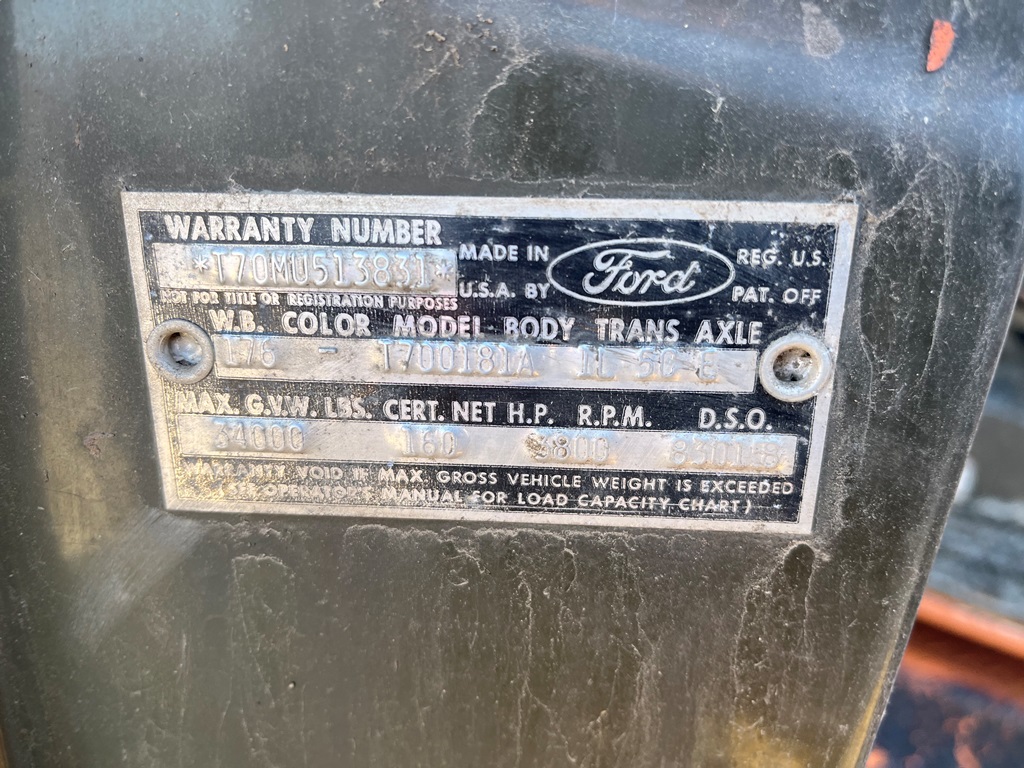 WARRANTY NUMBER
*T70MU513831*
NOT FOR TITLE OR REGISTRATION PURPOSES
MADE IN
U.S.A. BY
Ford
REG. U.S.
PAT. OFF
W.B. COLOR MODEL-BODY TRANS AXLE
176 - T700181A
MAX. G.V.W. LBS. CERT. NET H.P. R.P.M. D.S.O.
34000 160 3800
WARRANTY VOID IF MAX. GROSS VEHICLE WEIGHT IS EXCEEDED
(SEE OPERATOR'S MANUAL FOR LOAD CAPACITY CHART)